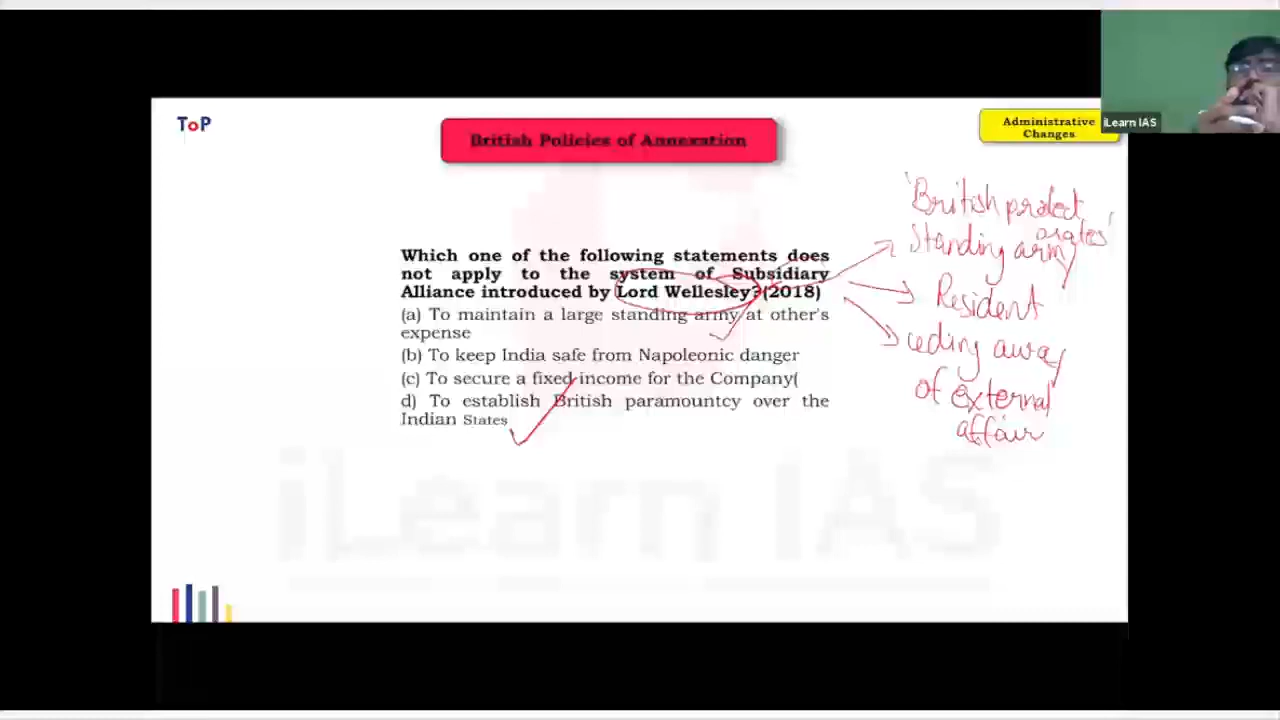 ToP
British Policies of Annexation
Administrative
Changes
iLearn IAS
Which one of the following statements does
not apply to the system of Subsidiary
Alliance introduced by Lord Wellesley?(2018)
(a) To maintain a large standing army at other's
expense
(b) To keep India safe from Napoleonic danger
(c) To secure a fixed income for the Company(
d) To establish British paramountcy over the
Indian States
'British protect
orates'
Standing army
Resident
ceding away
of external
affair
iLearn IAS